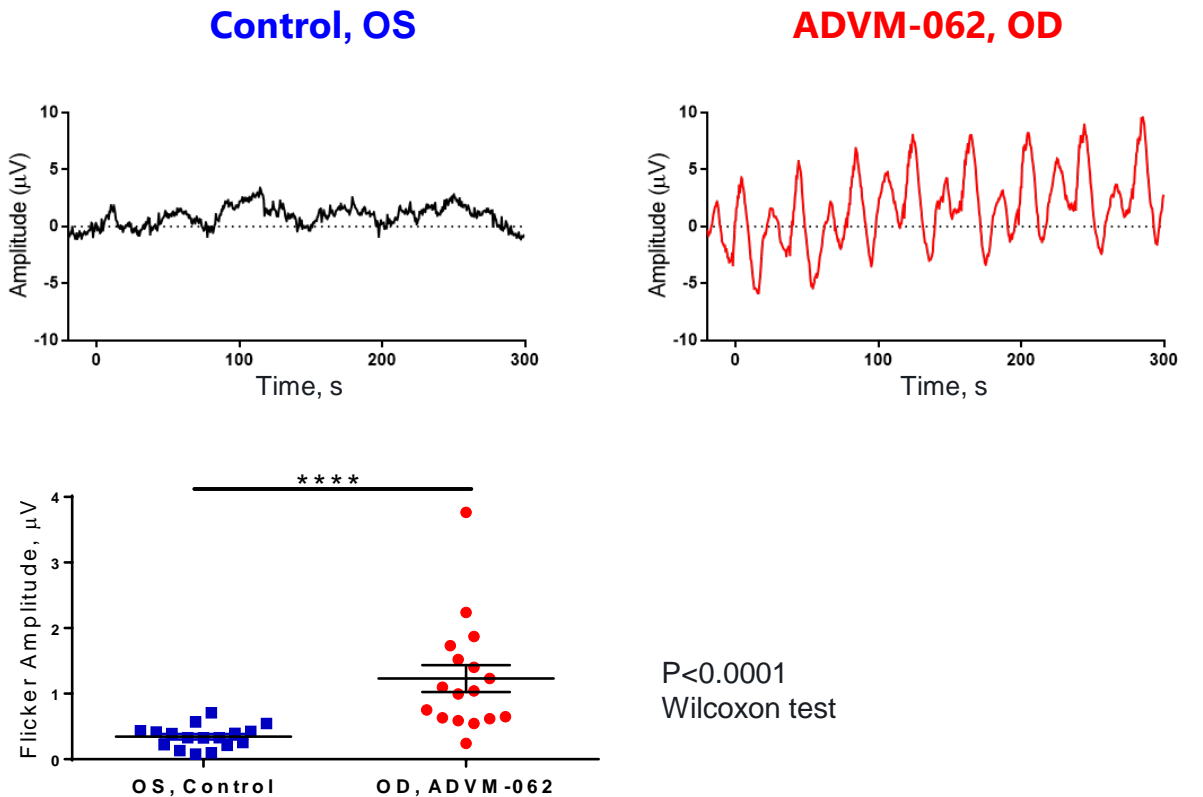 Control, OS
ADVM-062, OD
10
5
0
-5
-10
Amplitude (μV)
0 100 200 300
Time, s
10
5
0
-5
-10
Amplitude (μV)
0 100 200 300
Time, s
****
4
3
2
1
0
Flicker Amplitude, μV
OS, Control
OD, ADVM-062
P<0.0001
Wilcoxon test